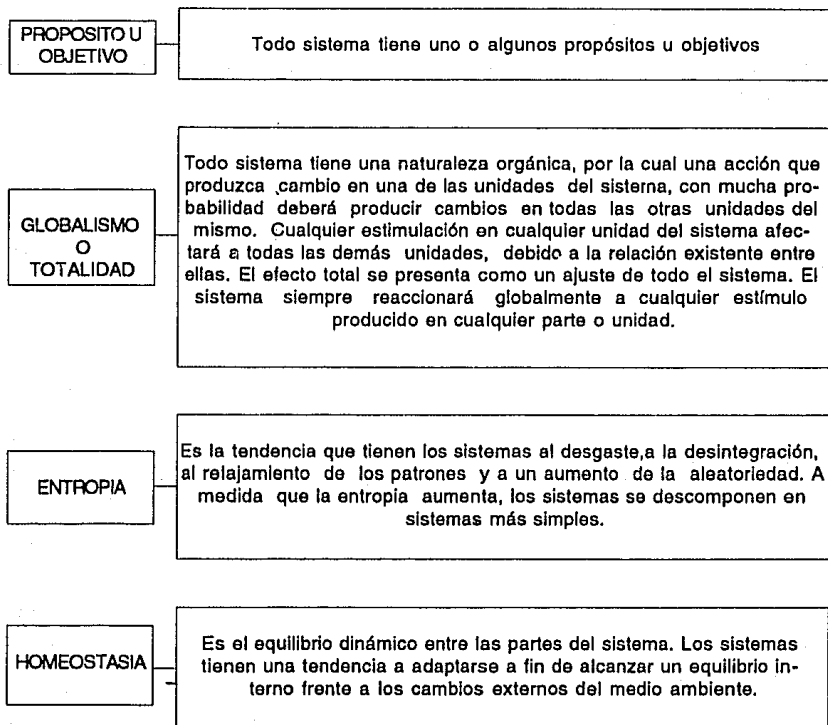 PROPOSITO U
OBJETIVO
Todo sistema tiene uno o algunos propósitos u objetivos
GLOBALISMO
O
TOTALIDAD
Todo sistema tiene una naturaleza orgánica, por la cual una acción que
produzca cambio en una de las unidades del sistema, con mucha pro-
babilidad deberá producir cambios en todas las otras unidades del
mismo. Cualquier estimulación en cualquier unidad del sistema afec-
tará a todas las demás unidades, debido a la relación existente entre
ellas. El efecto total se presenta como un ajuste de todo el sistema. El
sistema siempre reaccionará globalmente a cualquier estímulo
producido en cualquier parte o unidad.
ENTROPIA
Es la tendencia que tienen los sistemas al desgaste,a la desintegración,
al relajamiento de los patrones y a un aumento de la aleatoriedad. A
medida que la entropia aumenta, los sistemas se descomponen en
sistemas más simples.
HOMEOSTASIA
Es el equilibrio dinámico entre las partes del sistema. Los sistemas
tienen una tendencia a adaptarse a fin de alcanzar un equilibrio in-
terno frente a los cambios externos del medio ambiente.